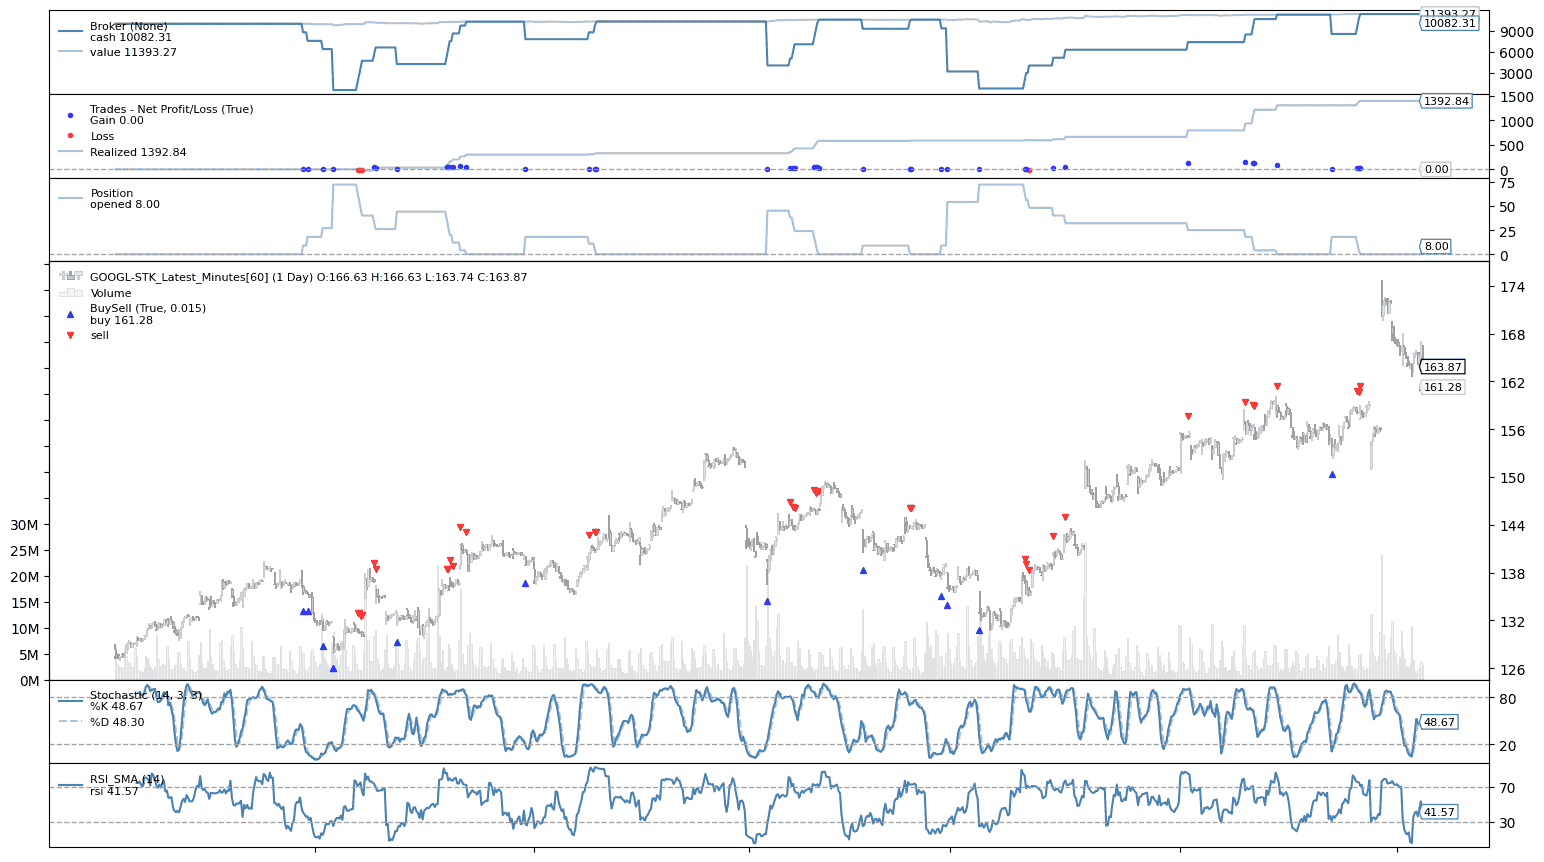 Broker (None)
cash 10082.31
value 11393.27
11393.27
10082.31
9000
6000
3000
Trades - Net Profit/Loss (True)
Gain 0.00
Loss
Realized 1392.84
1392.84
0.00
1500
1000
500
0
Position
opened 8.00
8.00
75
50
25
0
GOOGL-STK_Latest_Minutes[60] (1 Day) O:166.63 H:166.63 L:163.74 C:163.87
Volume
BuySell (True, 0.015)
buy 161.28
sell
174
168
163.87
162
161.28
156
150
144
138
132
126
30M
25M
20M
15M
10M
5M
0M
Stochastic (14, 3, 3)
%K 48.67
%D 48.30
80
48.67
20
RSI_SMA (14)
rsi 41.57
70
41.57
30